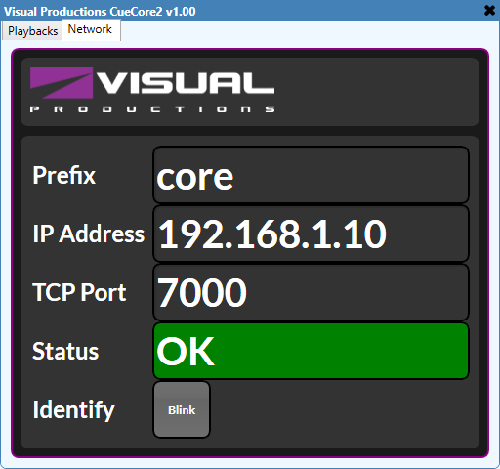 Visual Productions CueCore2 v1.00
Playbacks Network
VISUAL
PRODUCTIONS
Prefix core
IP Address 192.168.1.10
TCP Port 7000
Status OK
Identify Blink